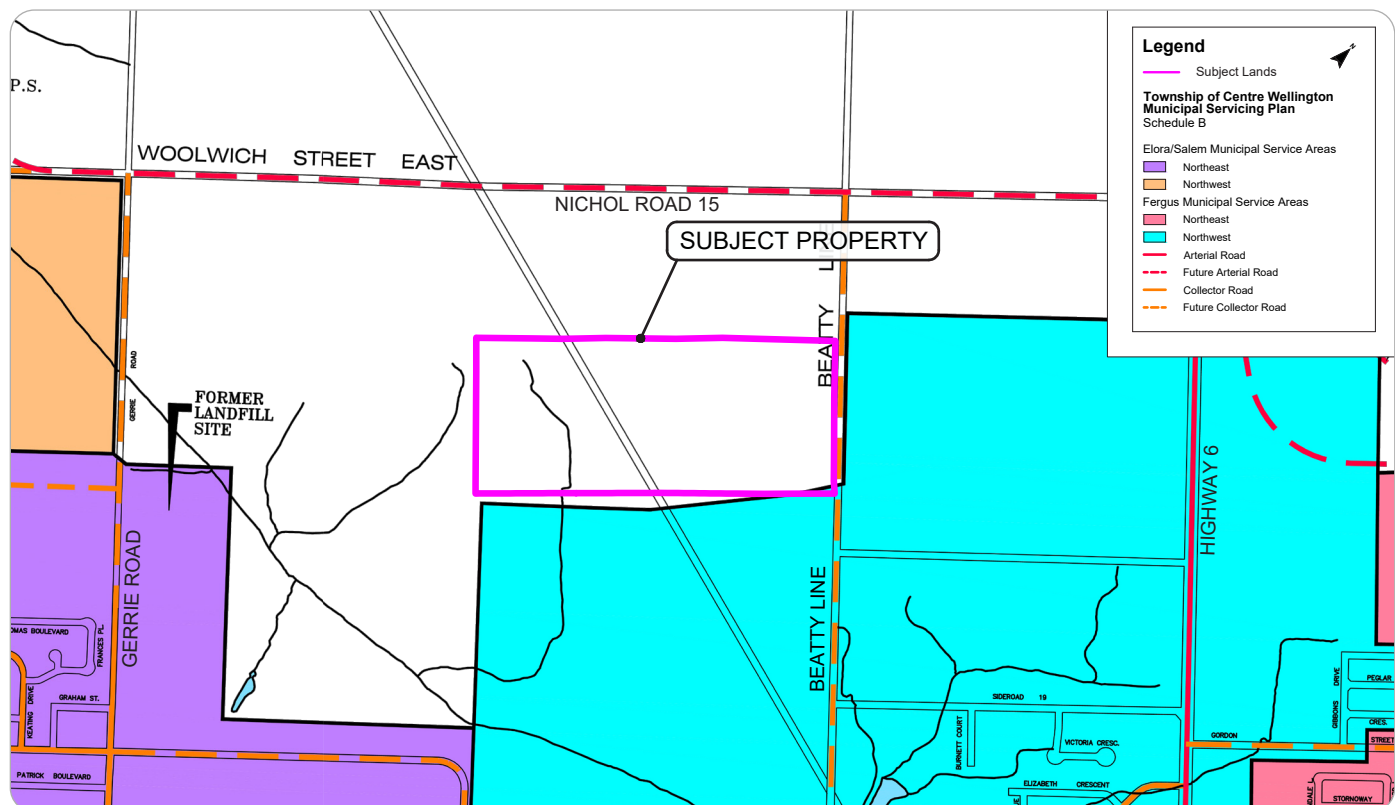 P.S.
WOOLWICH STREET EAST
NICHOL ROAD 15
SUBJECT PROPERTY
BEATTY LINE
GERRIE ROAD
FORMER
LANDFILL
SITE
GERRIE ROAD
HIGHWAY 6
BEATTY LINE
OMAS BOULEVARD
FRANCES PL.
KEATING DRIVE
GRAHAM ST.
PATRICK BOULEVARD
SIDEROAD 19
BURNETT COURT
VICTORIA CRESC.
ELIZABETH CRESCENT
GORDON
STREET
GIBBONS DRIVE
PEGLAR
CRES.
STORNOWAY
Legend
N
Subject Lands
Township of Centre Wellington
Municipal Servicing Plan
Schedule B
Elora/Salem Municipal Service Areas
Northeast
Northwest
Fergus Municipal Service Areas
Northeast
Northwest
Arterial Road
Future Arterial Road
Collector Road
Future Collector Road